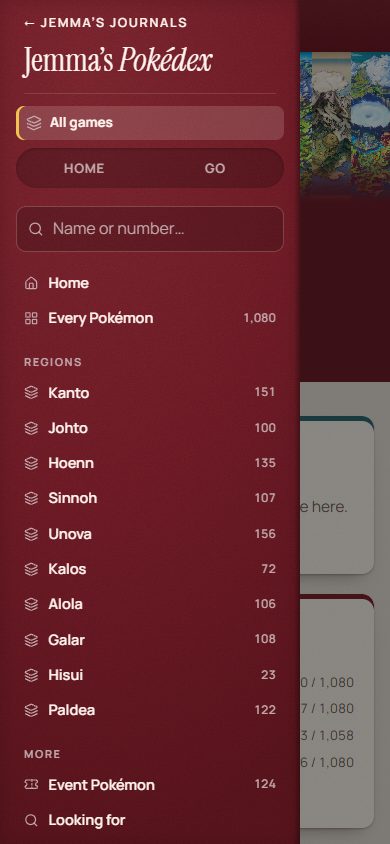 ← JEMMA'S JOURNALS
Jemma's Pokédex
All games
HOME GO
Name or number...
Home
Every Pokémon 1,080
REGIONS
Kanto 151
Johto 100
Hoenn 135
Sinnoh 107
Unova 156
Kalos 72
Alola 106
Galar 108
Hisui 23
Paldea 122
MORE
Event Pokémon 124
Looking for
e here.
0 / 1,080
7 / 1,080
3 / 1,058
6 / 1,080